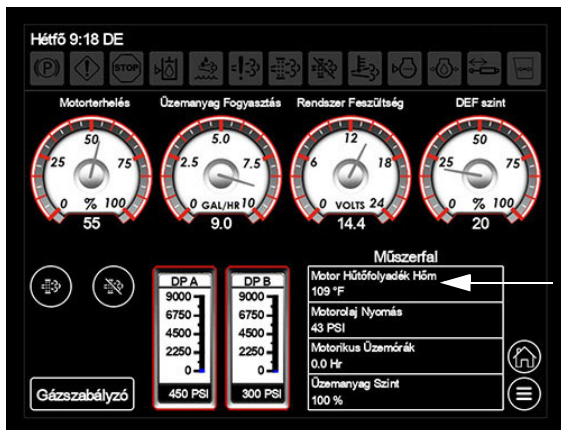 Hétfő 9:18 DE
(P)
STOP
Motorterhelés Üzemanyag Fogyasztás Rendszer Feszültség DEF szint
0 25 50 75 100 %
55
0 2.5 5.0 7.5 10 GAL/HR
9.0
0 6 12 18 24 VOLTS
14.4
0 25 50 75 100 %
20
DP A
9000
6750
4500
2250
0
450 PSI
DP B
9000
6750
4500
2250
0
300 PSI
Műszerfal
Motor Hűtőfolyadék Hőm
109 °F
Motorolaj Nyomás
43 PSI
Motorikus Üzemórák
0.0 Hr
Üzemanyag Szint
100 %
Gázszabályzó